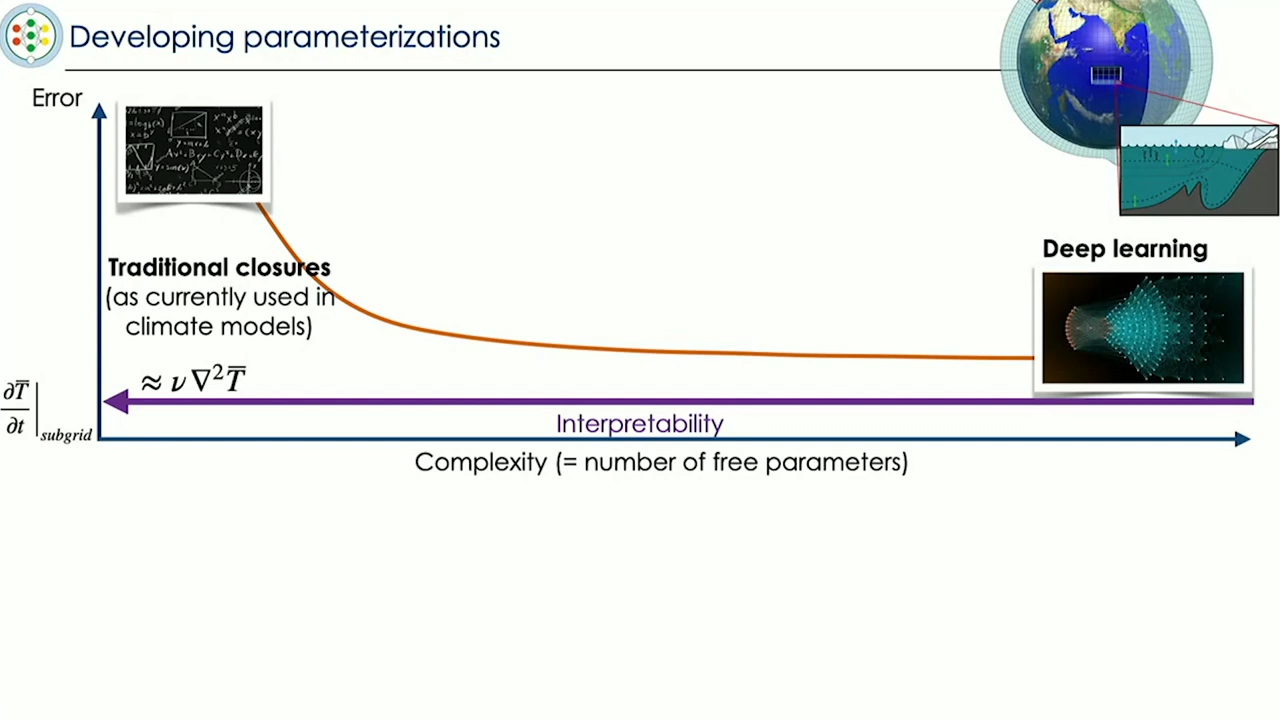 Developing parameterizations
Error
Traditional closures
(as currently used in
climate models)
Deep learning
≈ ν ∇²T̅
∂T̅/∂t |subgrid
Interpretability
Complexity (= number of free parameters)